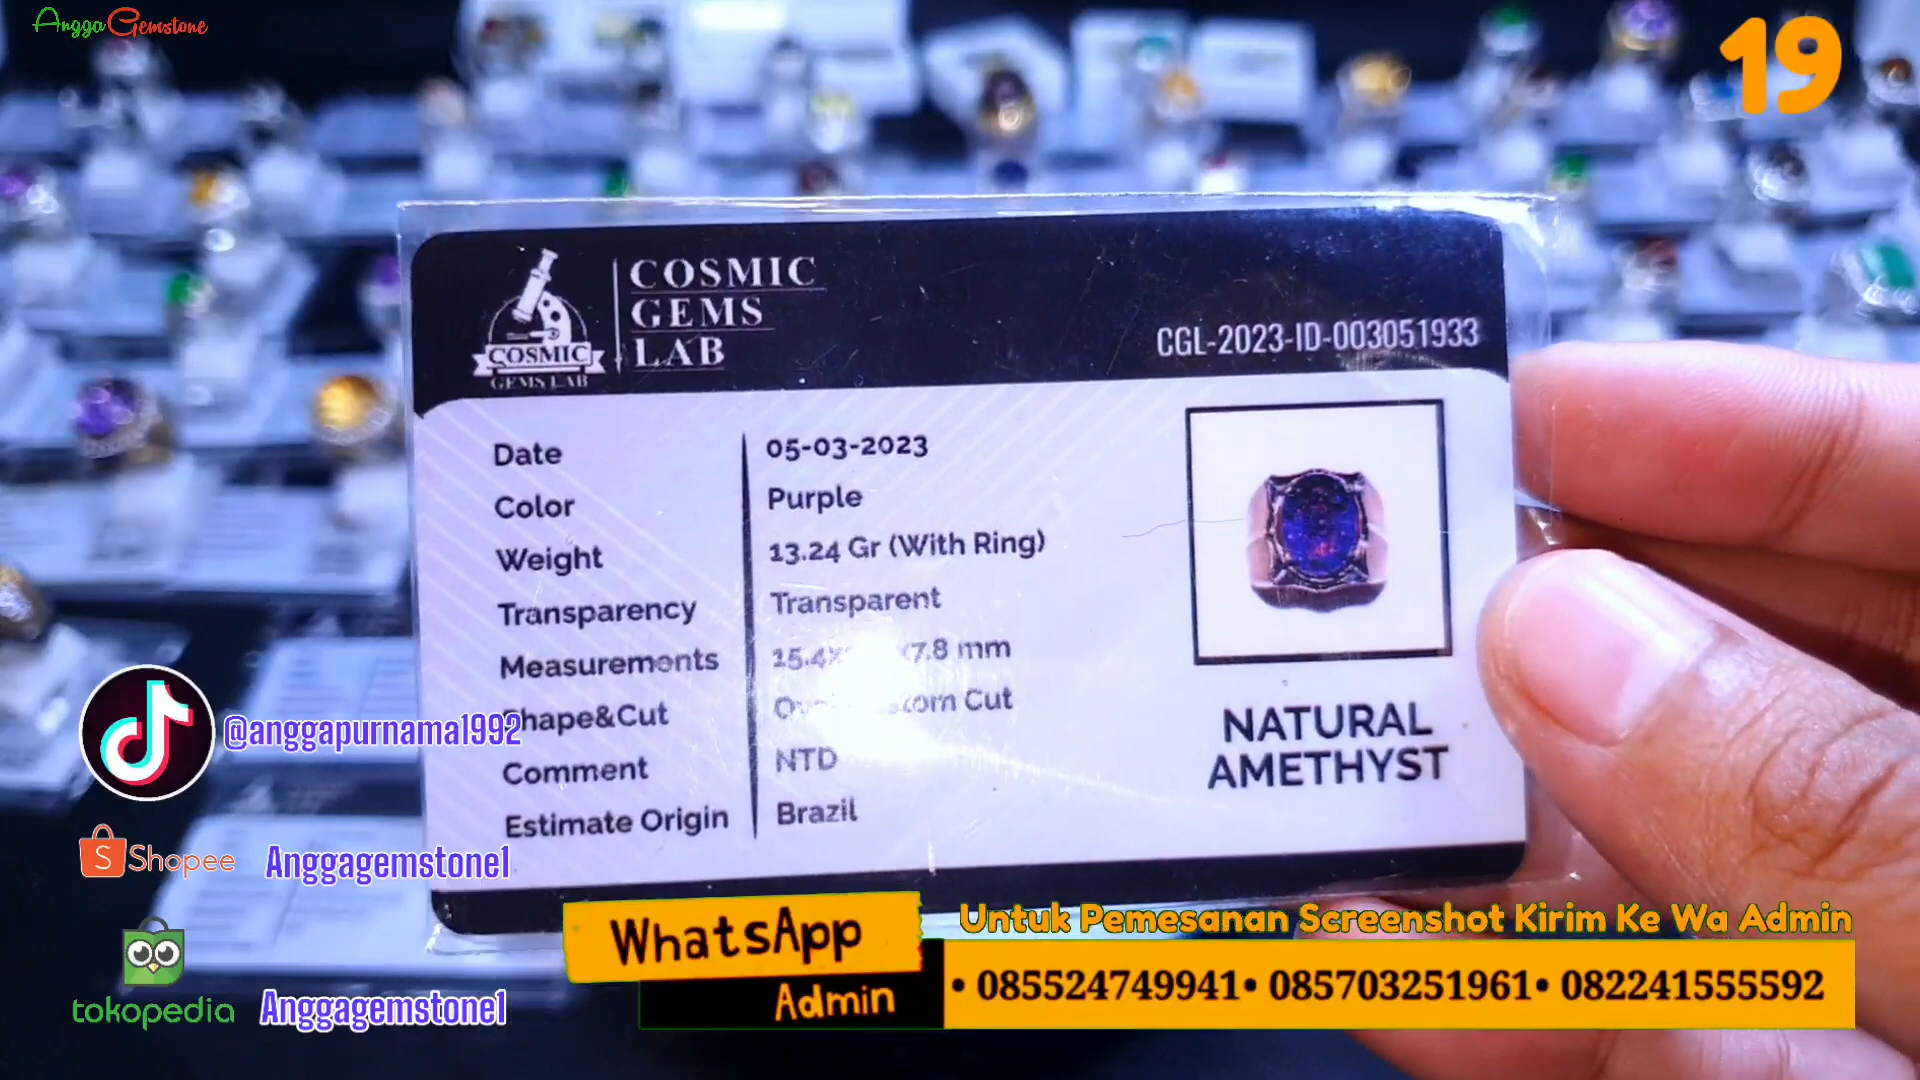 Angga Gemstone
19
COSMIC
GEMS
LAB
COSMIC
GEMS LAB
CGL-2023-ID-003051933
Date 05-03-2023
Color Purple
Weight 13.24 Gr (With Ring)
Transparency Transparent
Measurements 7.8 mm
Shape&Cut Cut
Comment NTD
Estimate Origin Brazil
NATURAL
AMETHYST
@anggapurnama1992
Shopee Anggagemstone1
tokopedia Anggagemstone1
WhatsApp
Admin
Untuk Pemesanan Screenshot Kirim Ke Wa Admin
• 085524749941• 085703251961• 082241555592